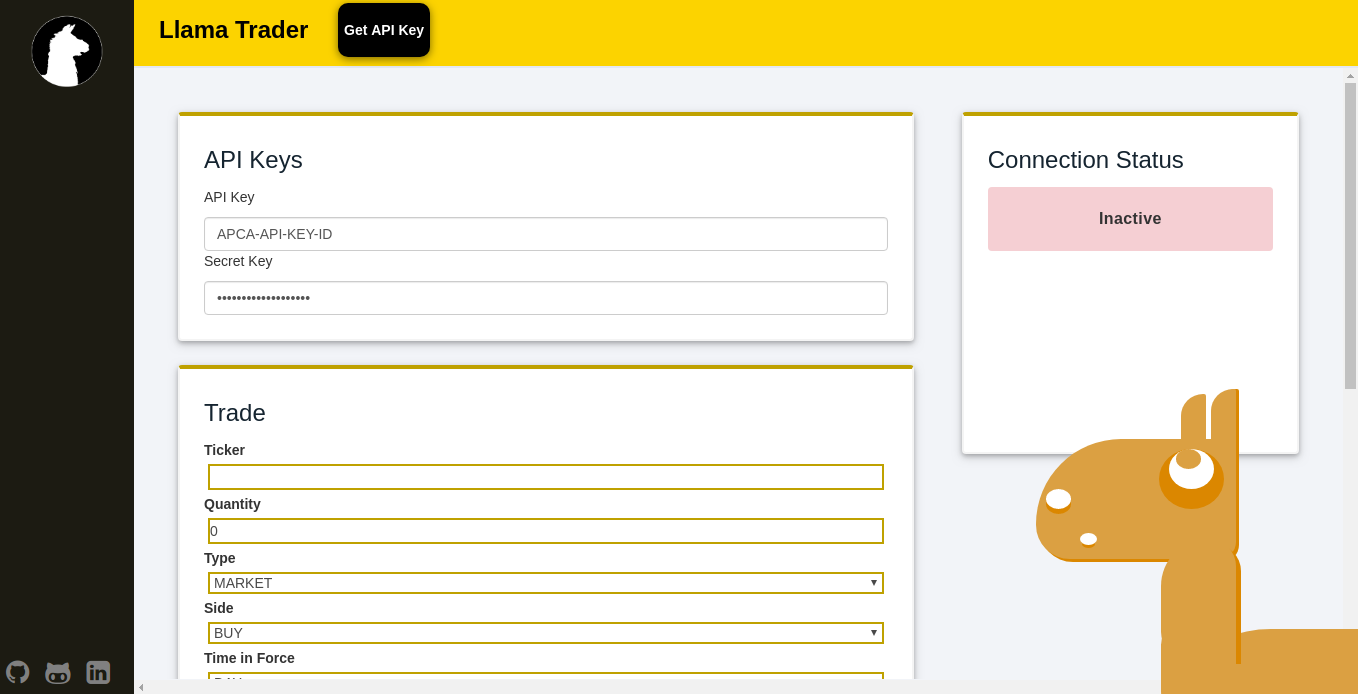 Llama Trader
Get API Key
API Keys
API Key
APCA-API-KEY-ID
Secret Key
•••••••••••••••••••
Connection Status
Inactive
Trade
Ticker
Quantity
0
Type
MARKET
Side
BUY
Time in Force
in